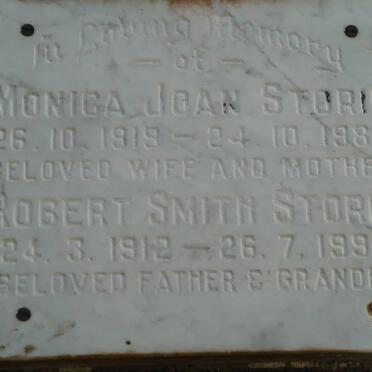 In Loving Memory
— of —
MONICA JOAN STORI
26. 10. 1919 — 24. 10. 198
BELOVED WIFE AND MOTHE
ROBERT SMITH STOR
24. 3. 1912 — 26. 7. 199
BELOVED FATHER & GRAND